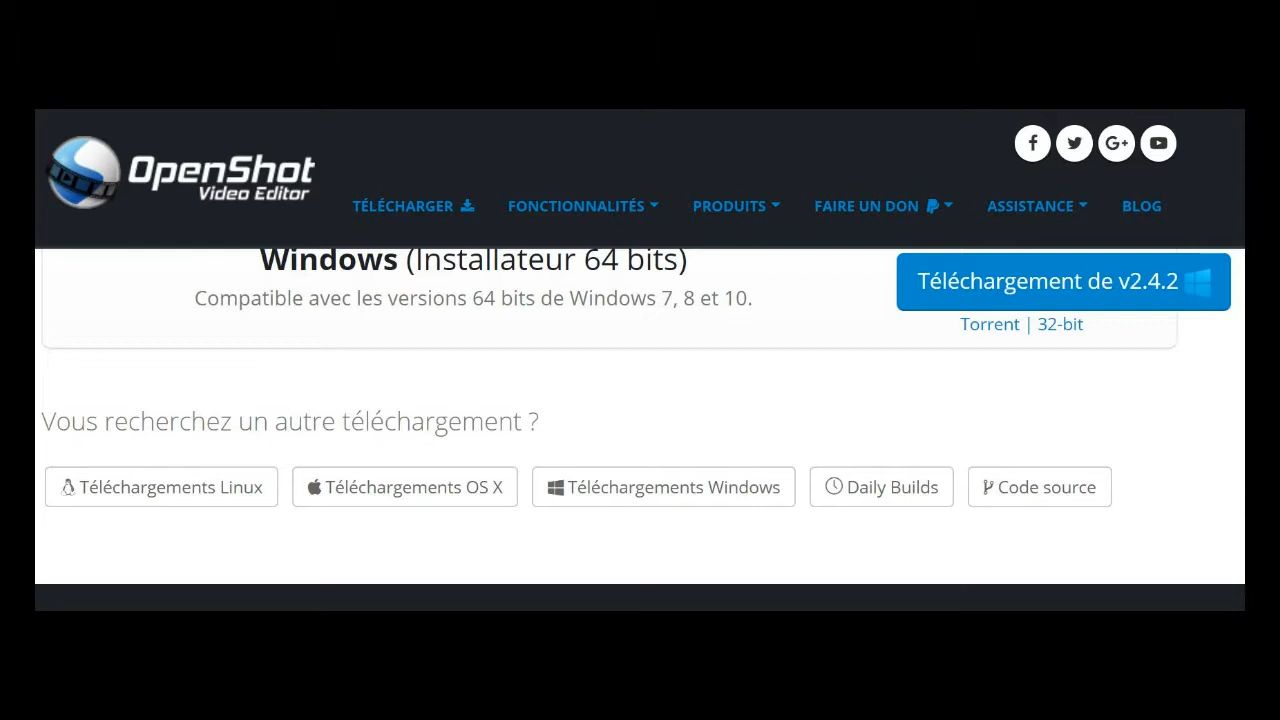 OpenShot
Video Editor
TÉLÉCHARGER FONCTIONNALITÉS PRODUITS FAIRE UN DON ASSISTANCE BLOG
Windows (Installateur 64 bits)
Téléchargement de v2.4.2
Compatible avec les versions 64 bits de Windows 7, 8 et 10.
Torrent | 32-bit
Vous recherchez un autre téléchargement ?
Téléchargements Linux Téléchargements OS X Téléchargements Windows Daily Builds Code source